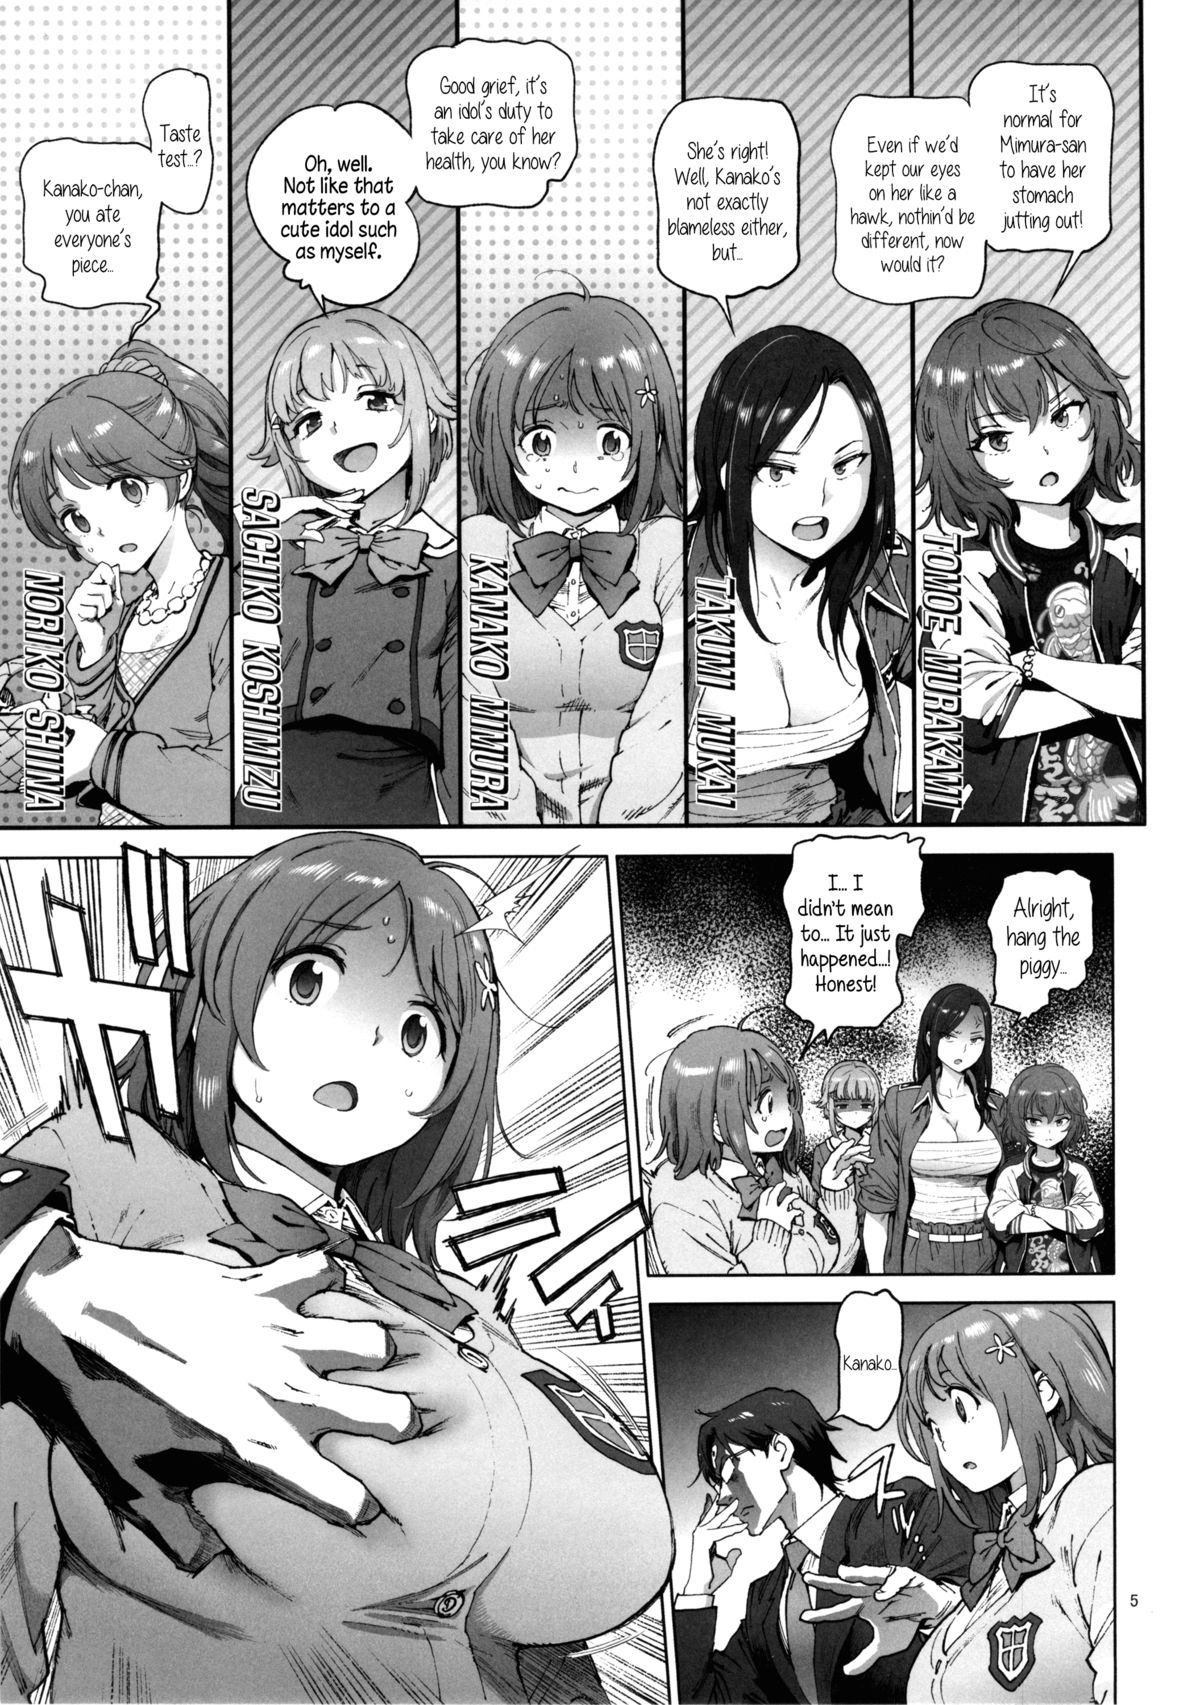 It's
normal for
Mimura-san
to have her
stomach
jutting out!
Even if we'd
kept our eyes
on her like a
hawk, nothin'd be
different, now
would it?
TOMOE MURAKAMI
She's right!
Well, Kanako's
not exactly
blameless either,
but...
TAKUMI MUKAI
Good grief, it's
an idol's duty to
take care of her
health, you know?
KANAKO MIMURA
Oh, well.
Not like that
matters to a
cute idol such
as myself.
SACHIKO KOSHIMIZU
Taste
test...?
Kanako-chan,
you ate
everyone's
piece...
NORIKO SHIINA
Alright,
hang the
piggy...
I... I
didn't mean
to... It just
happened...!
Honest!
Kanako...
5